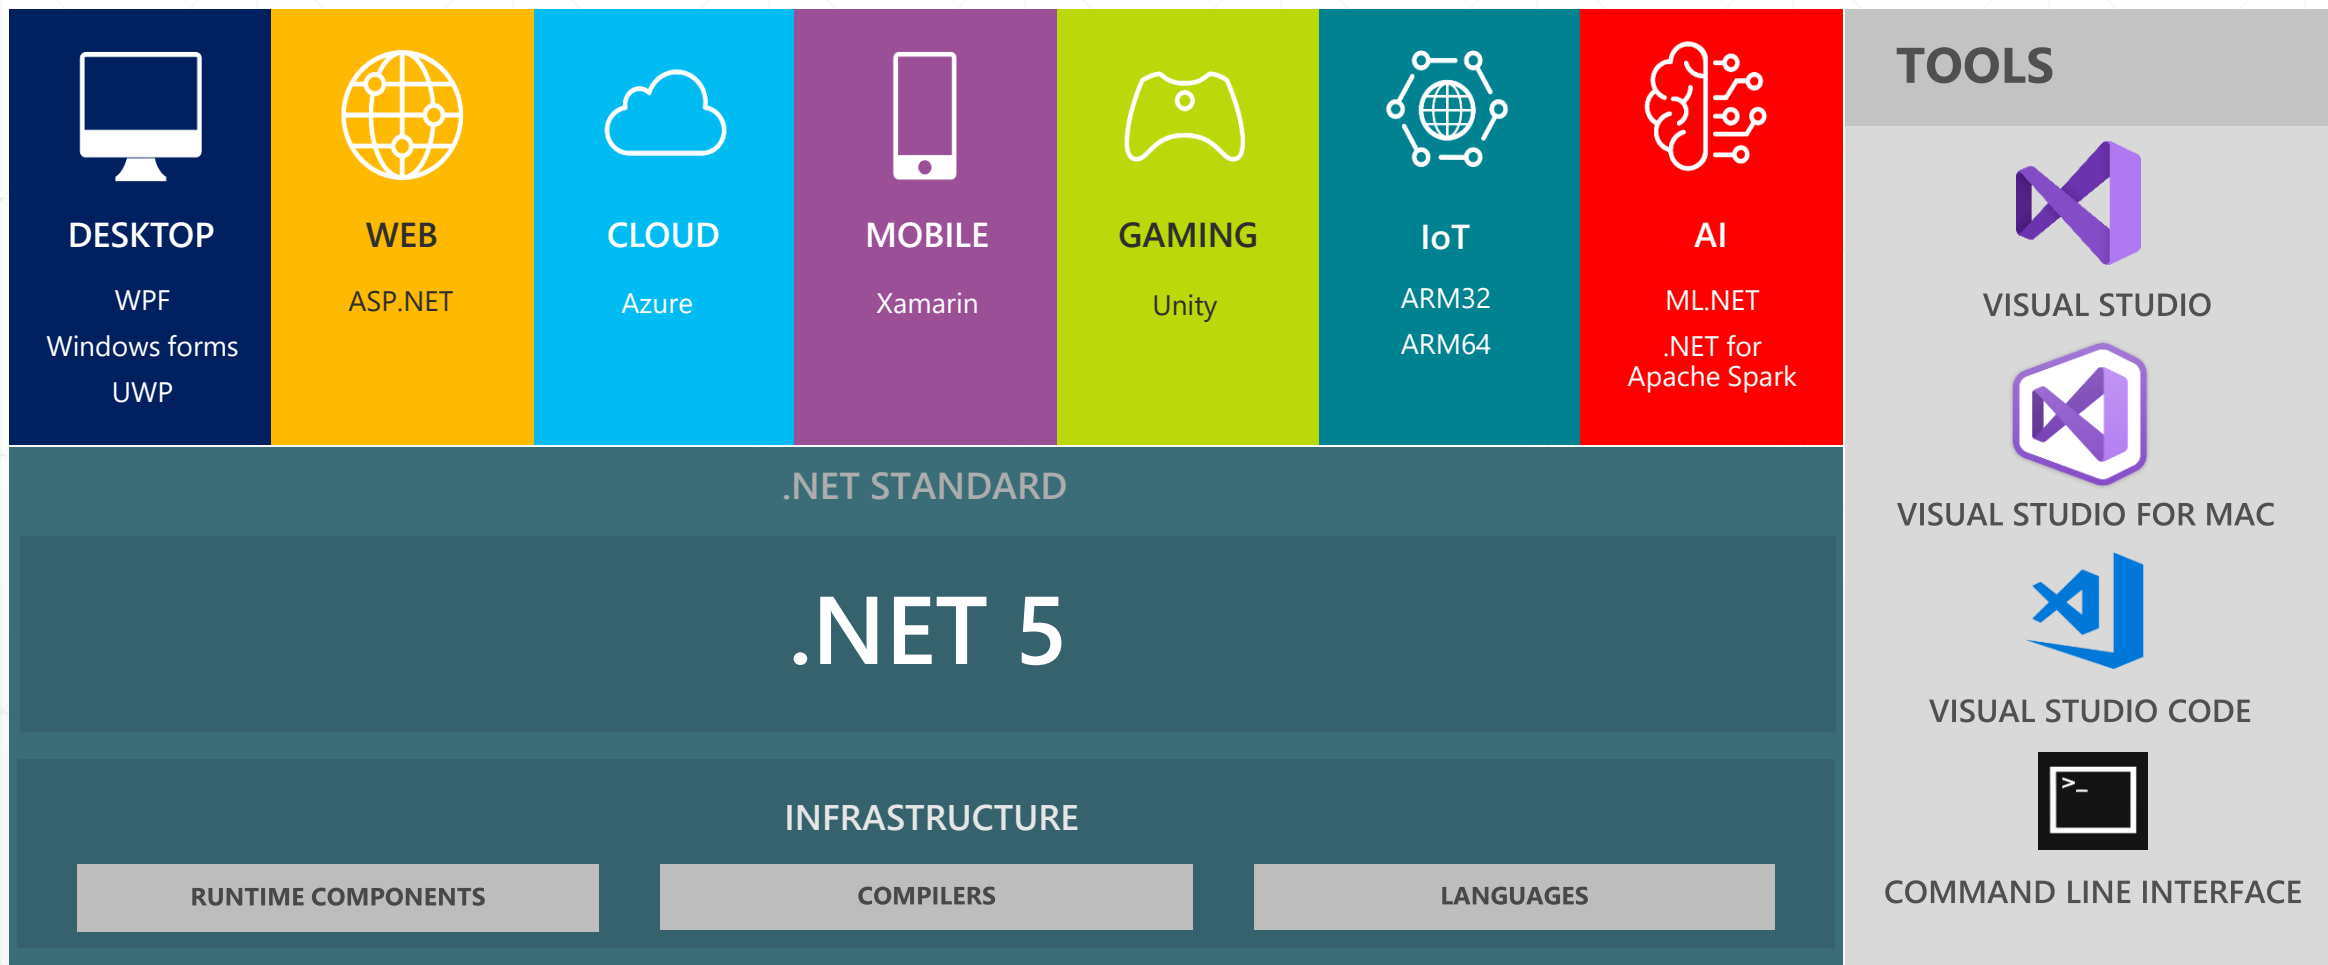 DESKTOP
WPF
Windows forms
UWP
WEB
ASP.NET
CLOUD
Azure
MOBILE
Xamarin
GAMING
Unity
IoT
ARM32
ARM64
AI
ML.NET
.NET for
Apache Spark
.NET STANDARD
.NET 5
INFRASTRUCTURE
RUNTIME COMPONENTS
COMPILERS
LANGUAGES
TOOLS
VISUAL STUDIO
VISUAL STUDIO FOR MAC
VISUAL STUDIO CODE
>_
COMMAND LINE INTERFACE